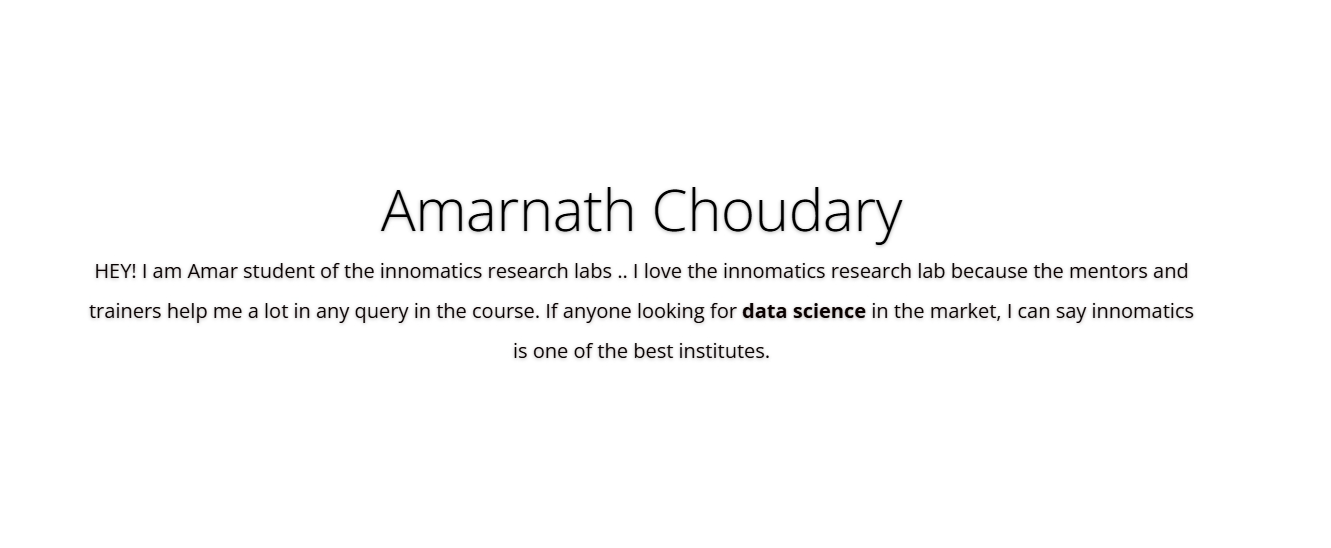 Amarnath Choudary
HEY! I am Amar student of the innomatics research labs .. I love the innomatics research lab because the mentors and
trainers help me a lot in any query in the course. If anyone looking for data science in the market, I can say innomatics
is one of the best institutes.